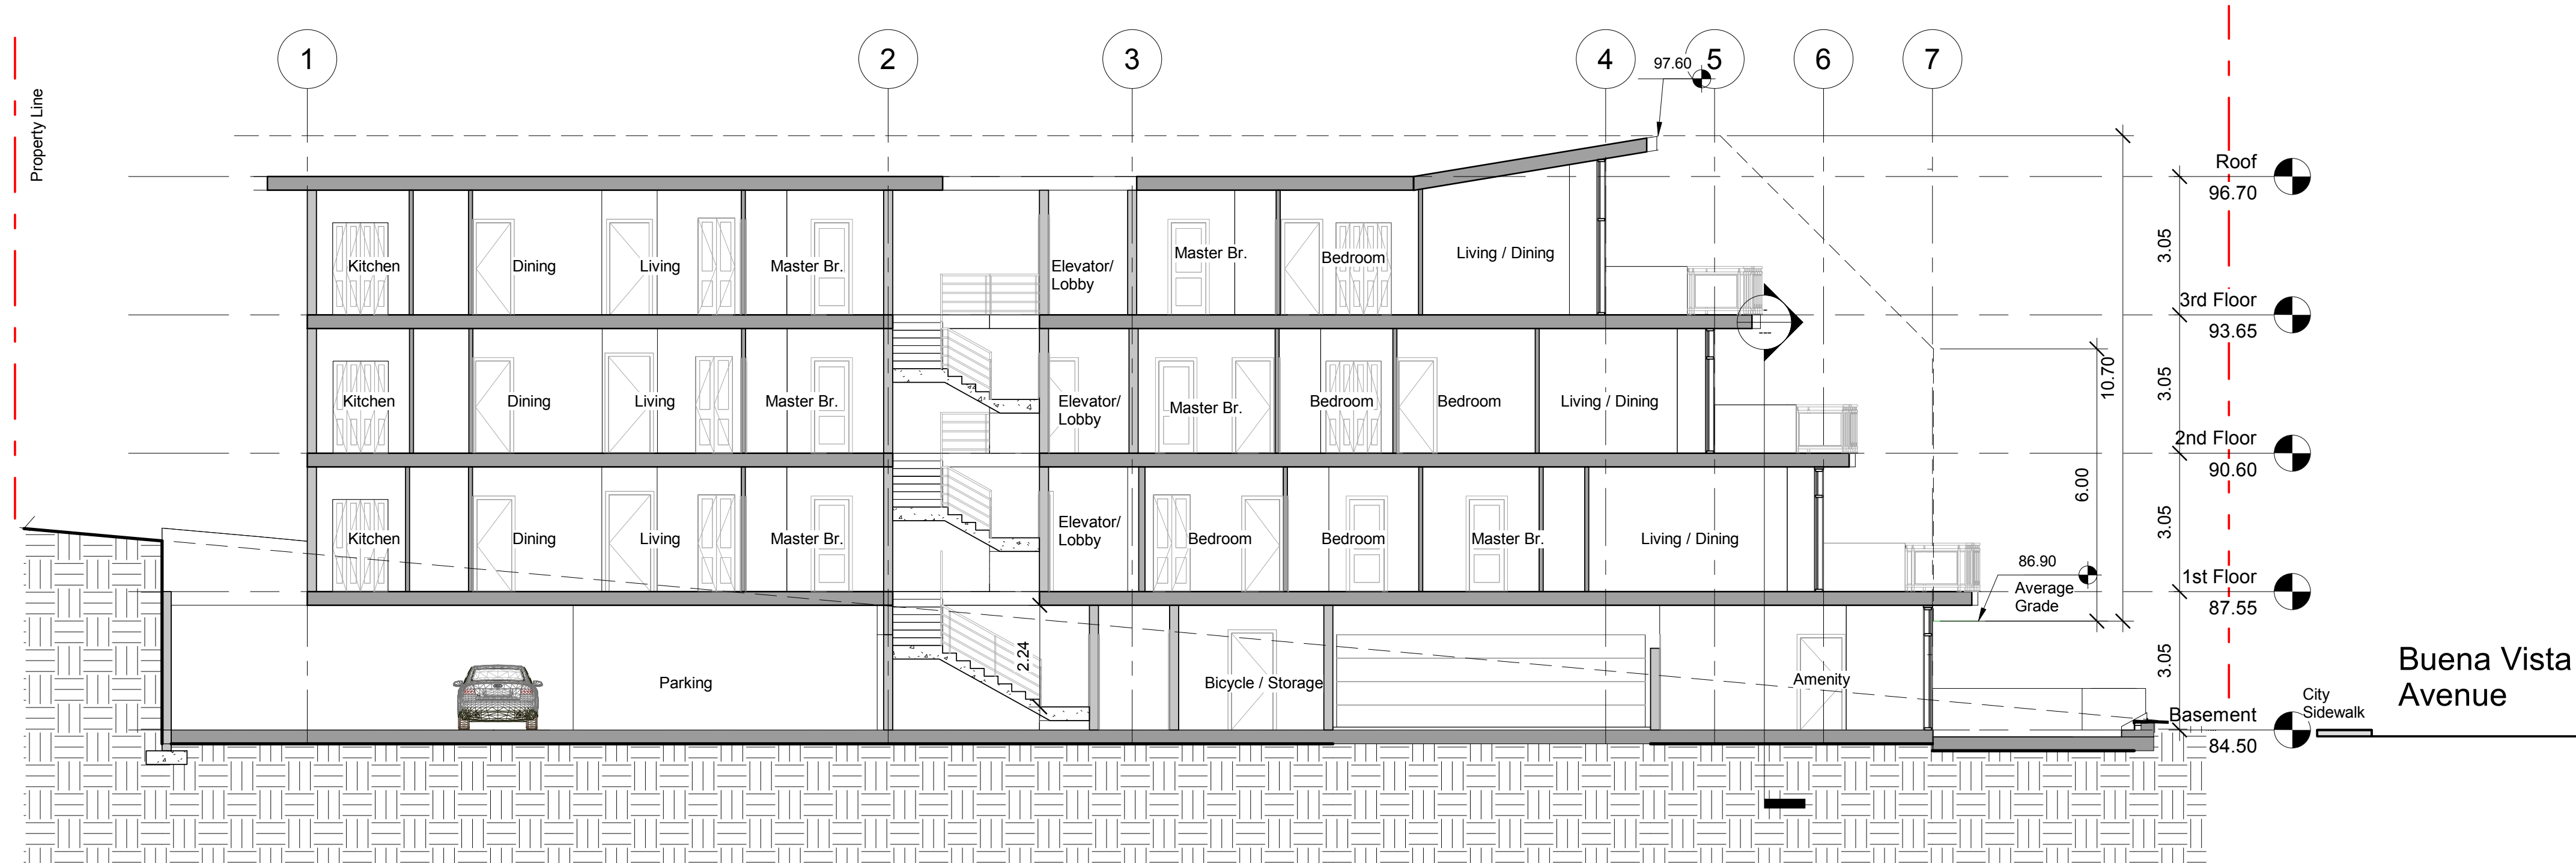 1
2
3
4
5
6
7
97.60
Property Line
Roof
96.70
3.05
Kitchen
Dining
Living
Master Br.
Elevator/
Lobby
Master Br.
Bedroom
Living / Dining
3rd Floor
93.65
---
10.70
3.05
Kitchen
Dining
Living
Master Br.
Elevator/
Lobby
Master Br.
Bedroom
Bedroom
Living / Dining
2nd Floor
90.60
6.00
3.05
Kitchen
Dining
Living
Master Br.
Elevator/
Lobby
Bedroom
Bedroom
Master Br.
Living / Dining
86.90
Average
Grade
1st Floor
87.55
3.05
2.24
Parking
Bicycle / Storage
Amenity
Basement
84.50
City
Sidewalk
Buena Vista
Avenue